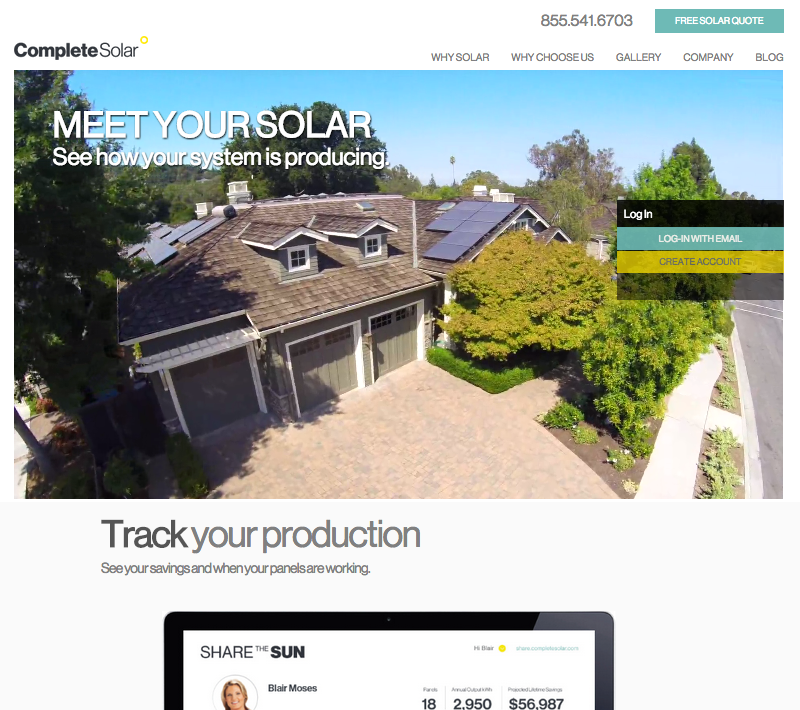 855.541.6703
FREE SOLAR QUOTE
CompleteSolar
WHY SOLAR WHY CHOOSE US GALLERY COMPANY BLOG
MEET YOUR SOLAR
See how your system is producing.
Log In
LOG-IN WITH EMAIL
CREATE ACCOUNT
Track your production
See your savings and when your panels are working.
SHARE THE SUN
Hi Blair share.completesolar.com
Blair Moses
Panels Annual Output kWh Projected Lifetime Savings
18 2,950 $56,987